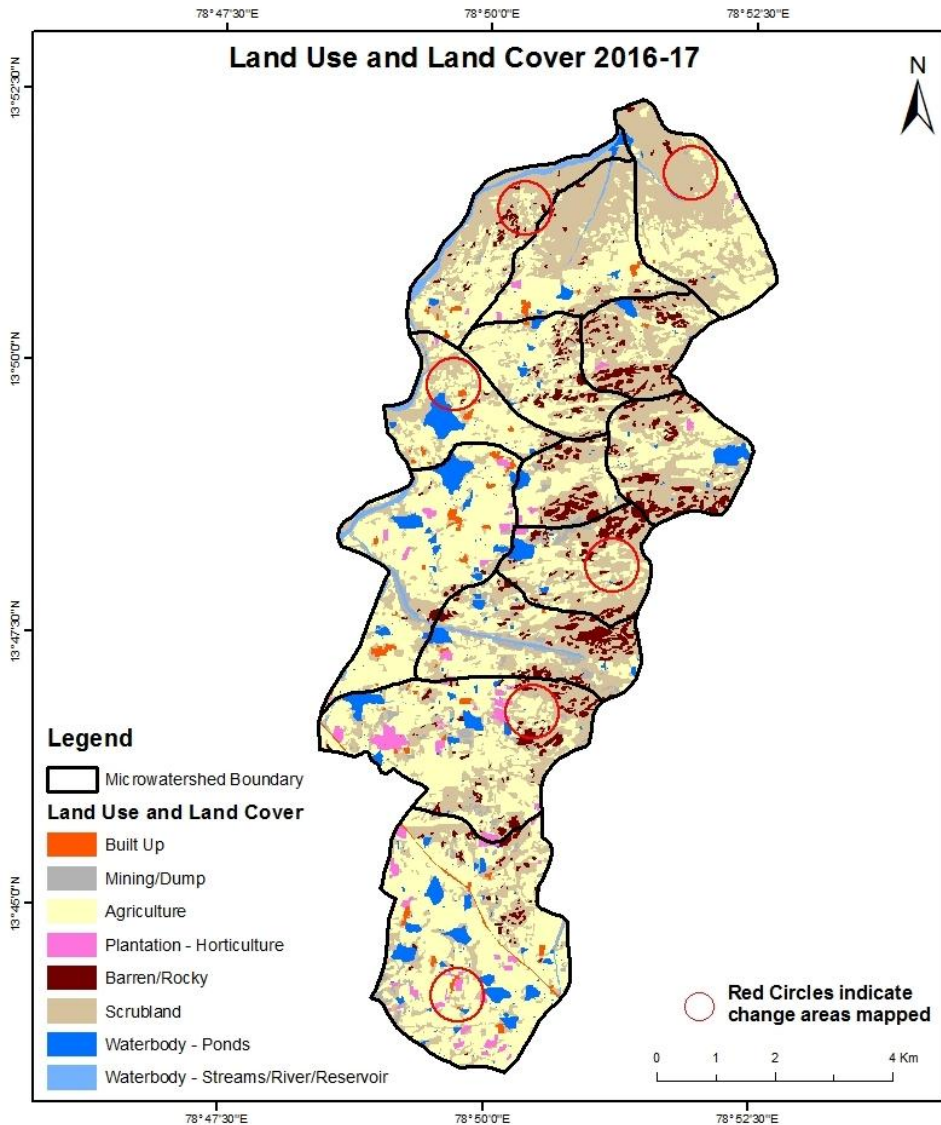 78°47'30"E 78°50'0"E 78°52'30"E
Land Use and Land Cover 2016-17
N
13°52'30"N
13°50'0"N
13°47'30"N
13°45'0"N
Legend
Microwatershed Boundary
Land Use and Land Cover
Built Up
Mining/Dump
Agriculture
Plantation - Horticulture
Barren/Rocky
Scrubland
Waterbody - Ponds
Waterbody - Streams/River/Reservoir
Red Circles indicate
change areas mapped
0 1 2 4 Km
78°47'30"E 78°50'0"E 78°52'30"E